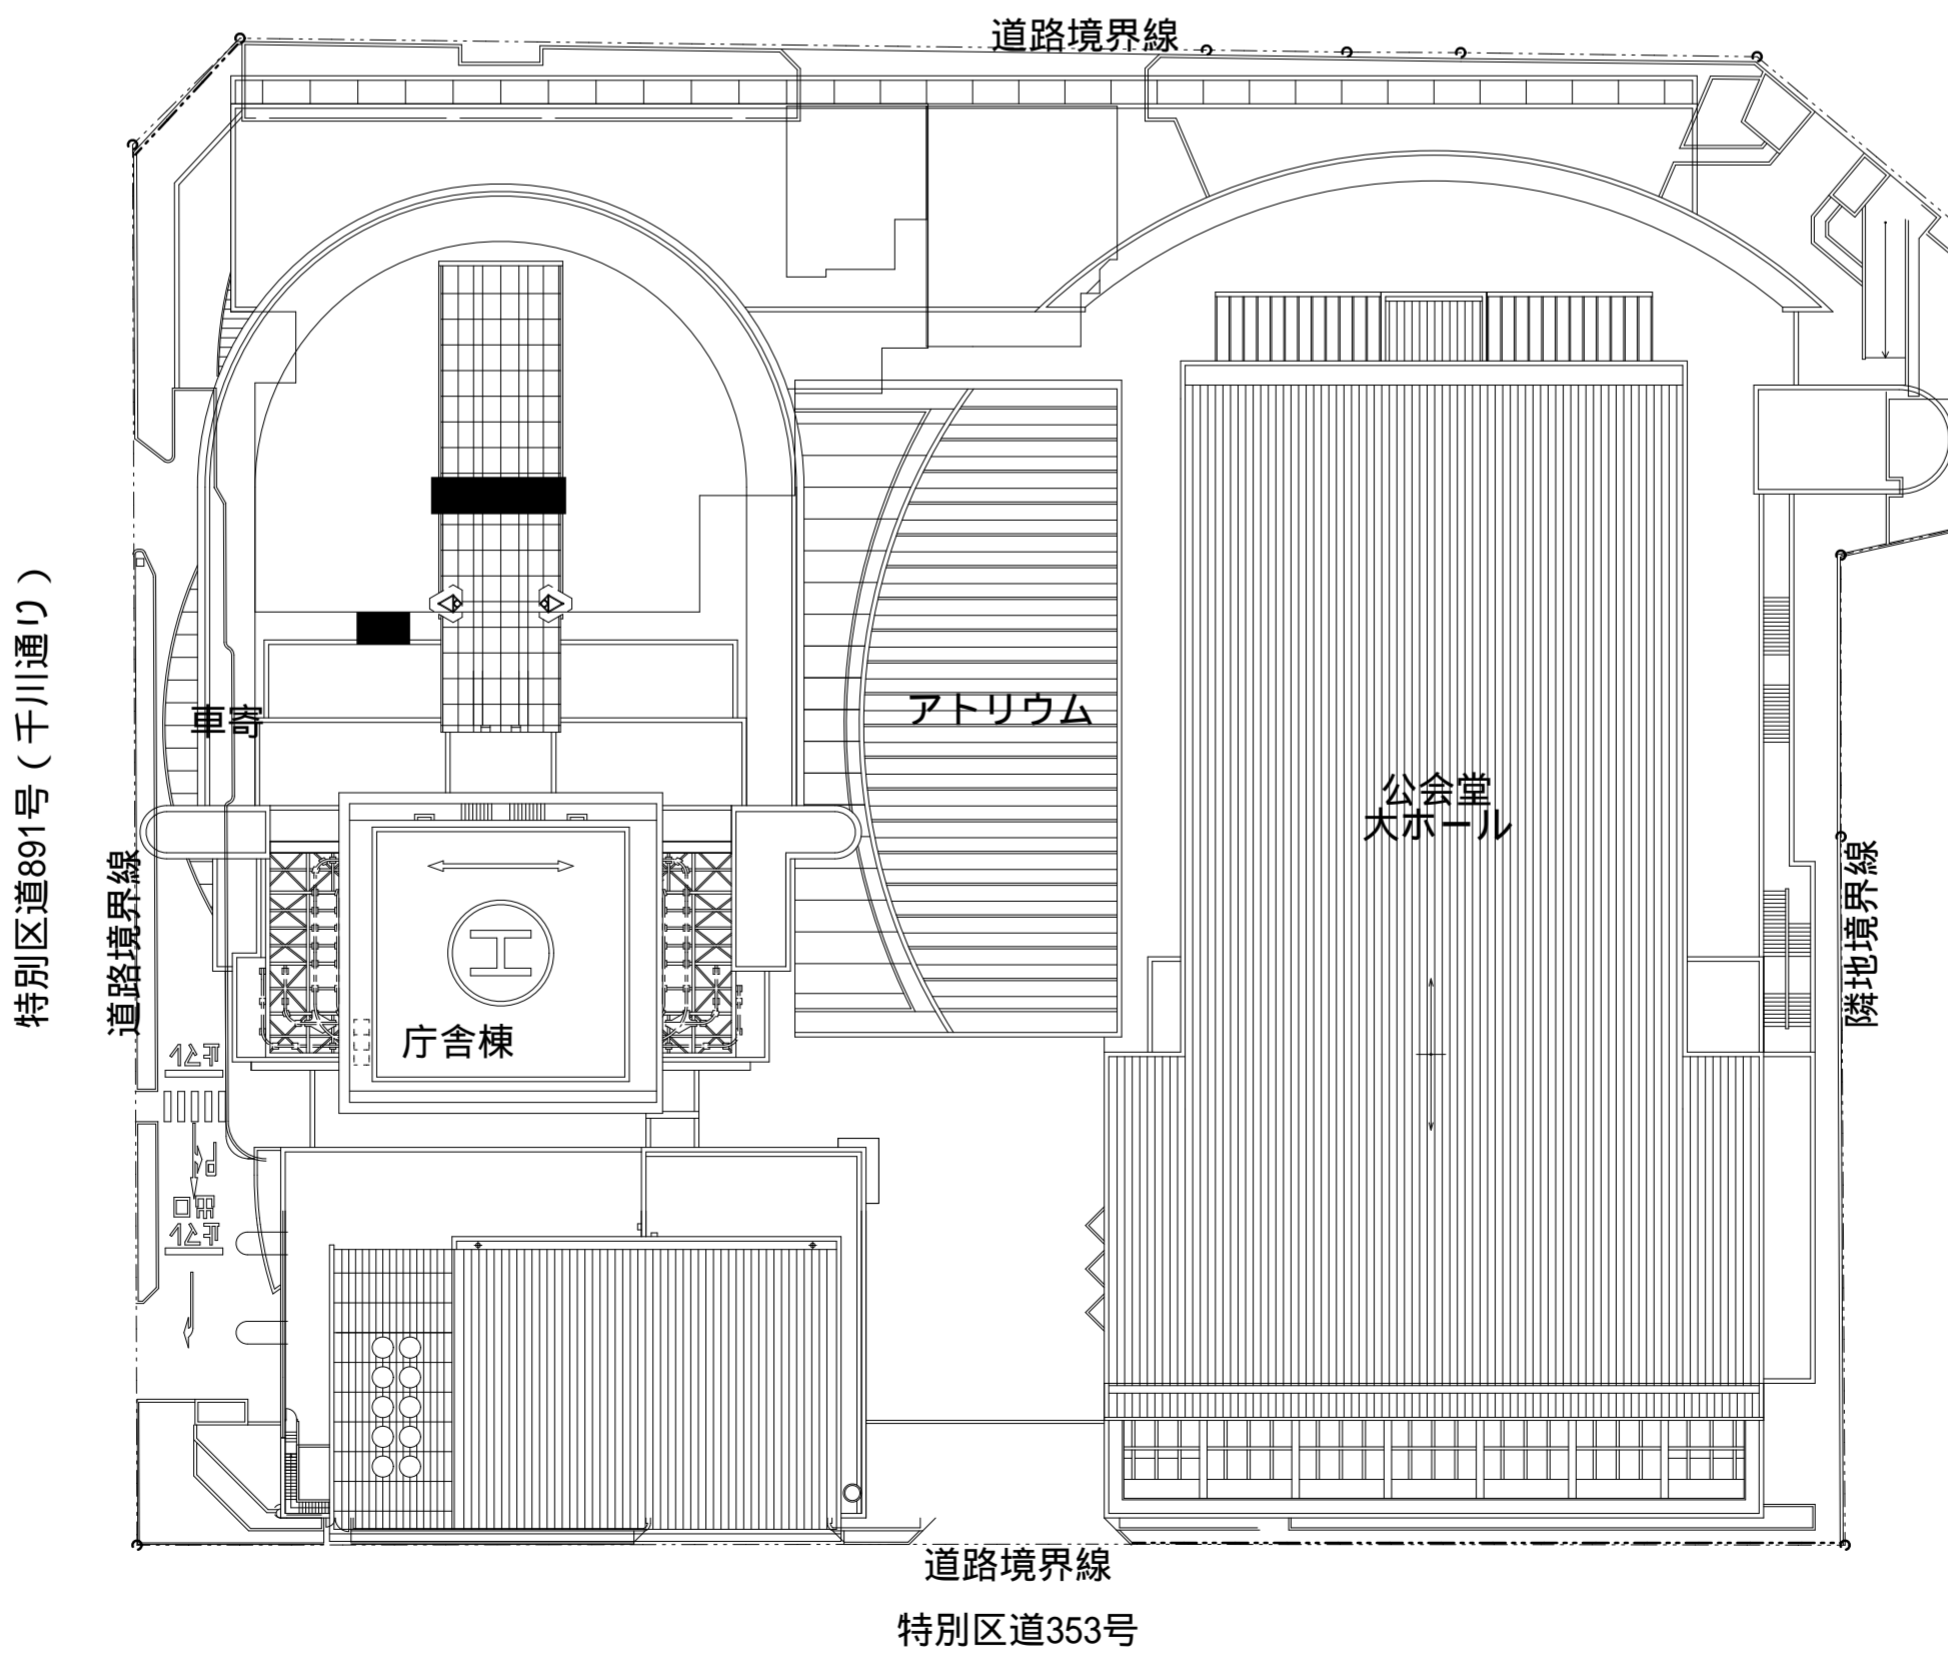 道路境界線
特別区道891号（千川通り）
道路境界線
車寄
アトリウム
公会堂
大ホール
隣地境界線
庁舎棟
道路境界線
特別区道353号